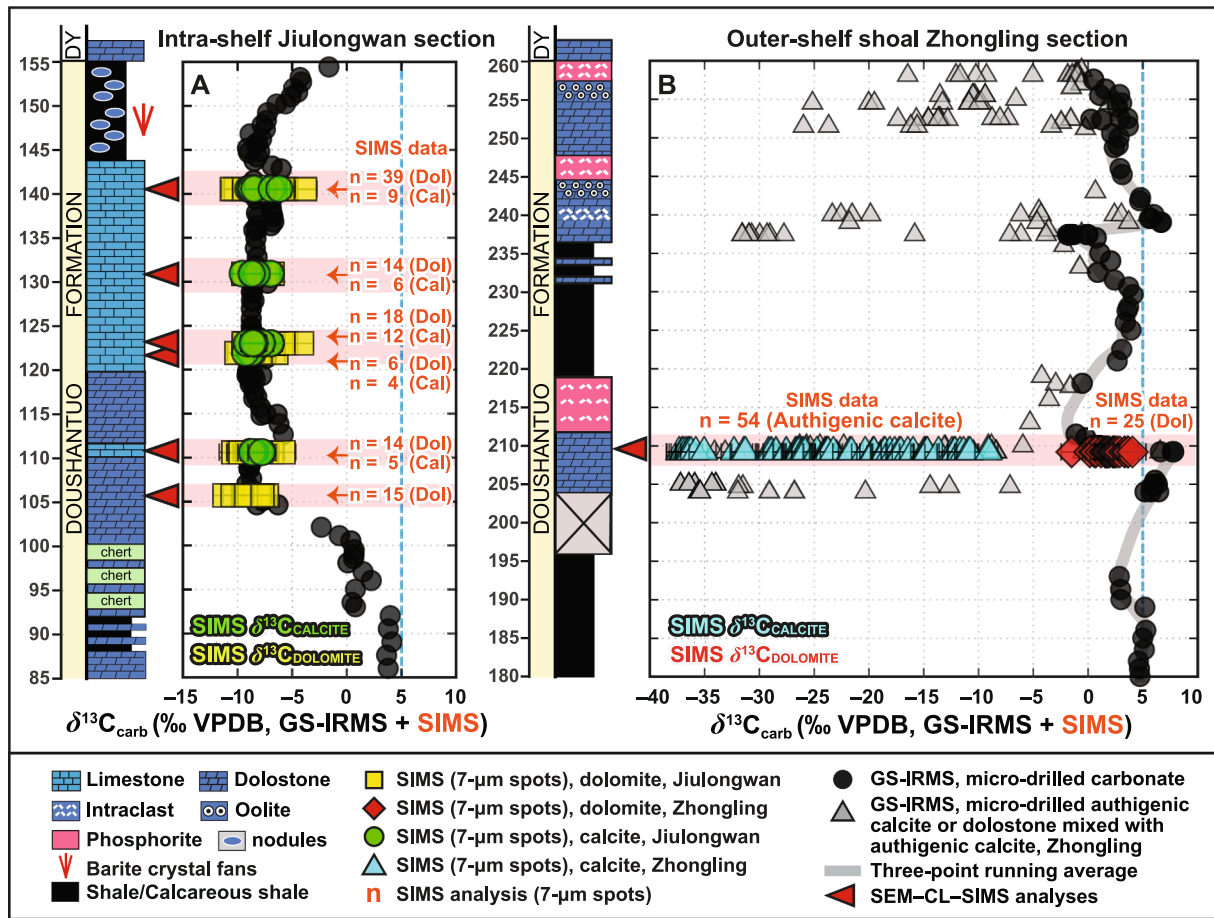 Intra-shelf Jiulongwan section
Outer-shelf shoal Zhongling section
DY
FORMATION
DOUSHANTUO
155
150
145
140
135
130
125
120
115
110
105
100
95
90
85
chert
chert
chert
A
SIMS data
n = 39 (Dol)
n = 9 (Cal)
n = 14 (Dol)
n = 6 (Cal)
n = 18 (Dol)
n = 12 (Cal)
n = 6 (Dol)
n = 4 (Cal)
n = 14 (Dol)
n = 5 (Cal)
n = 15 (Dol)
SIMS δ¹³C_CALCITE
SIMS δ¹³C_DOLOMITE
−15 −10 −5 0 5 10
δ¹³C_carb (‰ VPDB, GS-IRMS + SIMS)
DY
FORMATION
DOUSHANTUO
260
255
250
245
240
235
230
225
220
215
210
205
200
195
190
185
180
B
SIMS data
n = 54 (Authigenic calcite)
SIMS data
n = 25 (Dol)
SIMS δ¹³C_CALCITE
SIMS δ¹³C_DOLOMITE
−40 −35 −30 −25 −20 −15 −10 −5 0 5 10
δ¹³C_carb (‰ VPDB, GS-IRMS + SIMS)
Limestone
Dolostone
Intraclast
Oolite
Phosphorite
nodules
Barite crystal fans
Shale/Calcareous shale
SIMS (7-µm spots), dolomite, Jiulongwan
SIMS (7-µm spots), dolomite, Zhongling
SIMS (7-µm spots), calcite, Jiulongwan
SIMS (7-µm spots), calcite, Zhongling
n SIMS analysis (7-µm spots)
GS-IRMS, micro-drilled carbonate
GS-IRMS, micro-drilled authigenic
calcite or dolostone mixed with
authigenic calcite, Zhongling
Three-point running average
SEM–CL–SIMS analyses